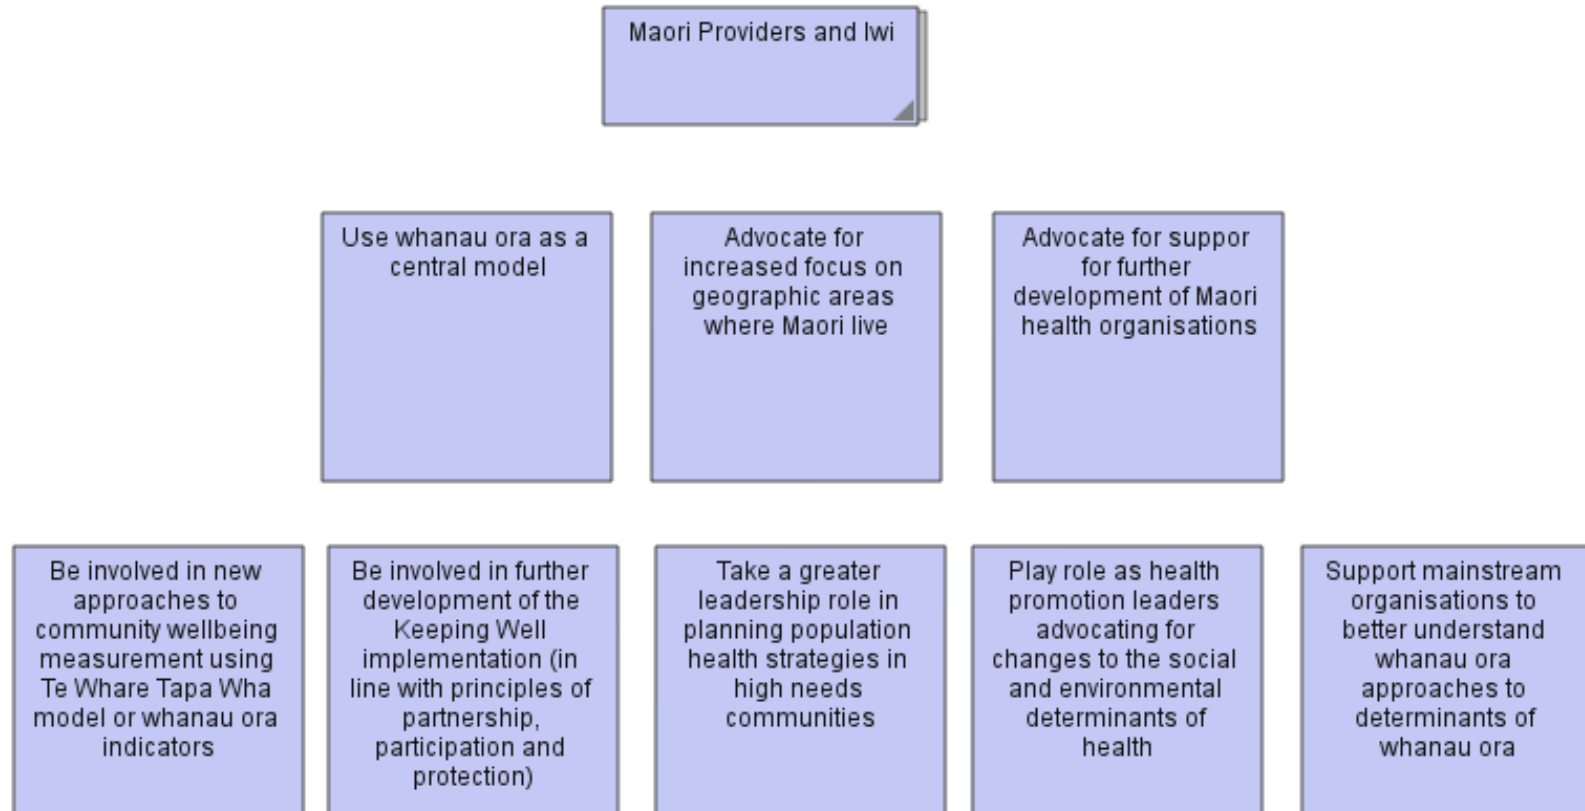 Maori Providers and Iwi
Use whanau ora as a
central model
Advocate for
increased focus on
geographic areas
where Maori live
Advocate for suppor
for further
development of Maori
health organisations
Be involved in new
approaches to
community wellbeing
measurement using
Te Whare Tapa Wha
model or whanau ora
indicators
Be involved in further
development of the
Keeping Well
implementation (in
line with principles of
partnership,
participation and
protection)
Take a greater
leadership role in
planning population
health strategies in
high needs
communities
Play role as health
promotion leaders
advocating for
changes to the social
and environmental
determinants of
health
Support mainstream
organisations to
better understand
whanau ora
approaches to
determinants of
whanau ora